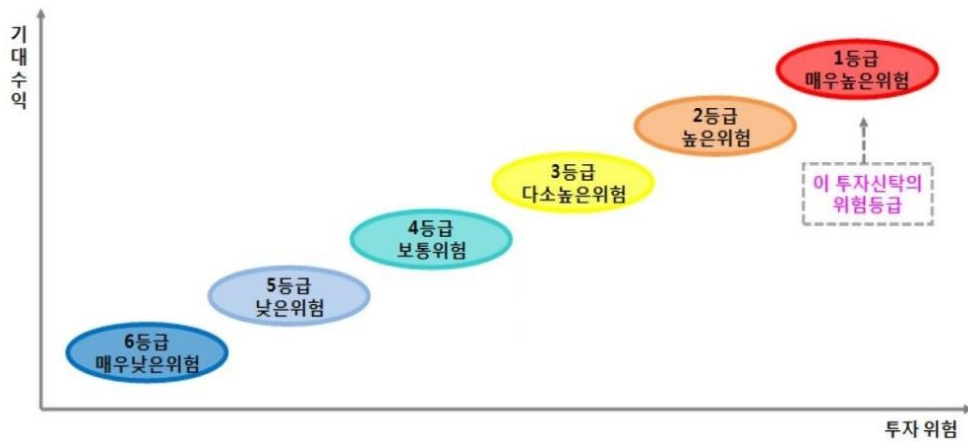 기대수익
1등급
매우높은위험
2등급
높은위험
이 투자신탁의
위험등급
3등급
다소높은위험
4등급
보통위험
5등급
낮은위험
6등급
매우낮은위험
투자 위험